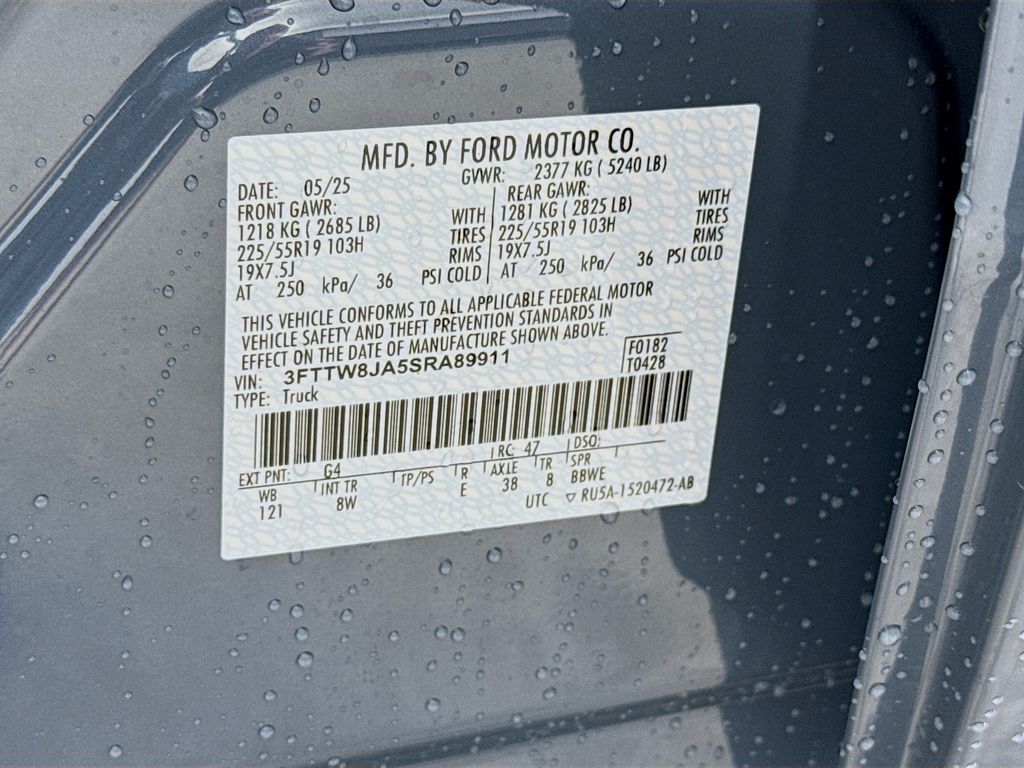 MFD. BY FORD MOTOR CO.
DATE: 05/25 GVWR: 2377 KG ( 5240 LB)
FRONT GAWR: REAR GAWR:
1218 KG ( 2685 LB) WITH 1281 KG ( 2825 LB) WITH
225/55R19 103H TIRES 225/55R19 103H TIRES
19X7.5J RIMS 19X7.5J RIMS
AT 250 kPa/ 36 PSI COLD AT 250 kPa/ 36 PSI COLD
THIS VEHICLE CONFORMS TO ALL APPLICABLE FEDERAL MOTOR
VEHICLE SAFETY AND THEFT PREVENTION STANDARDS IN
EFFECT ON THE DATE OF MANUFACTURE SHOWN ABOVE.
VIN: 3FTTW8JA5SRA89911 F0182
TYPE: Truck T0428
EXT PNT: G4 RC: 47 DSO:
WB INT TR TP/PS R AXLE TR SPR
121 8W E 38 8 BBWE
UTC ▽ RU5A-1520472-AB